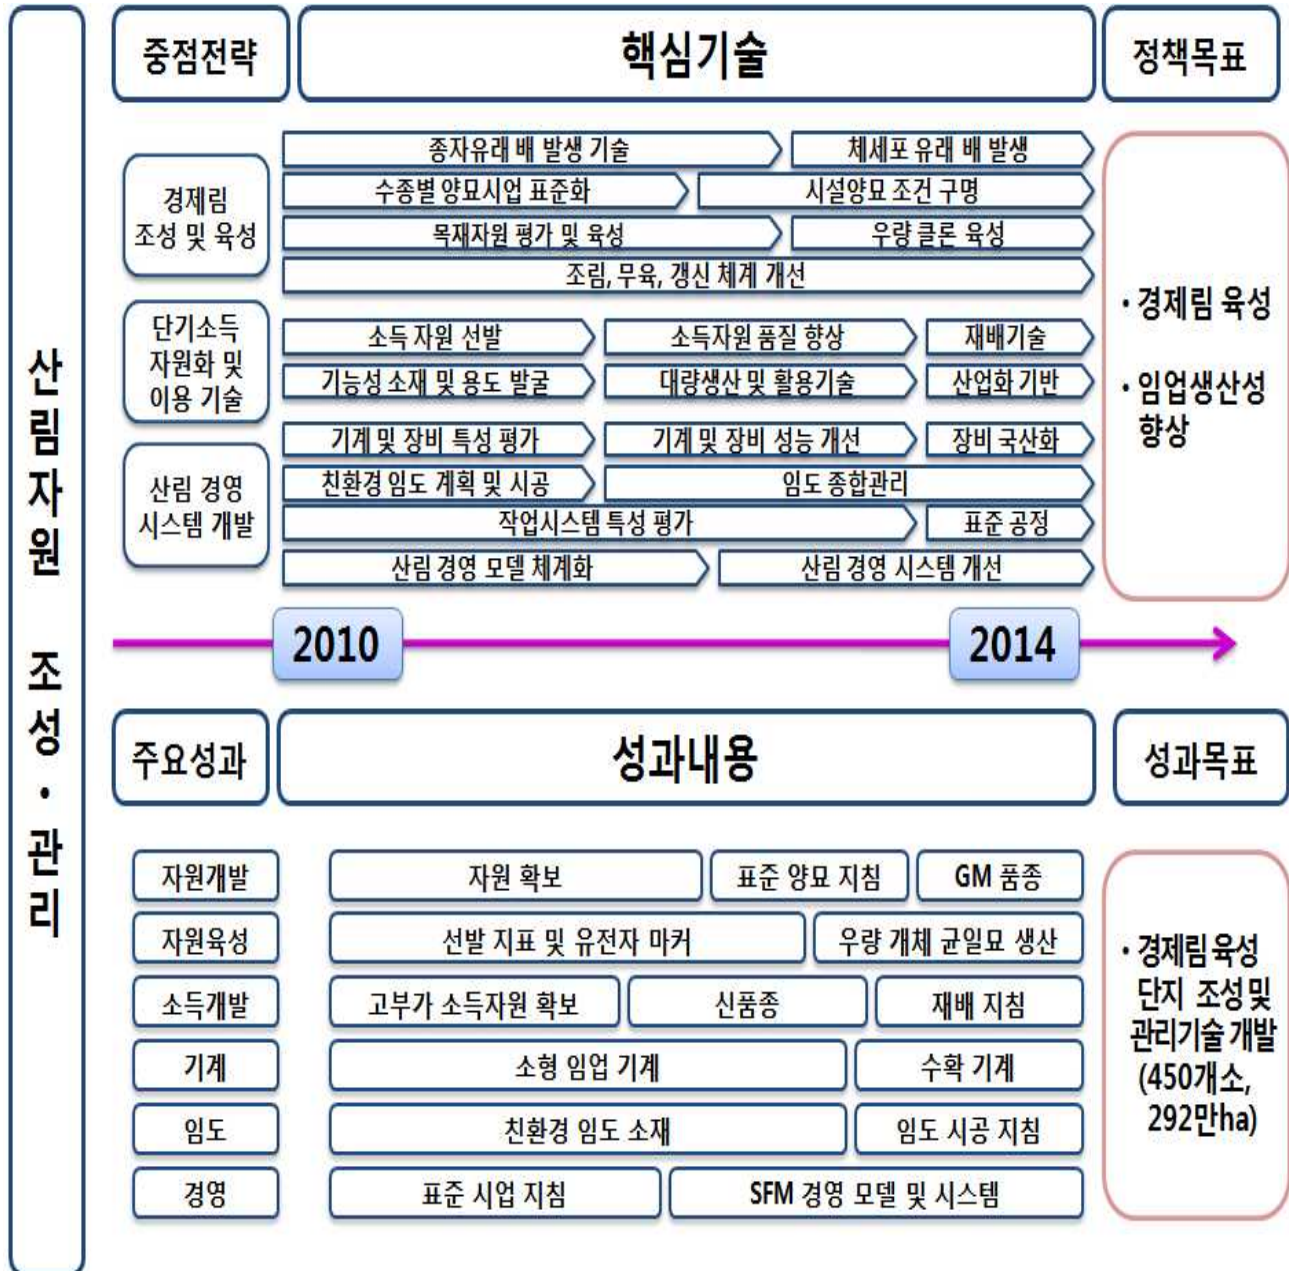 산림자원 조성·관리
중점전략
핵심기술
정책목표
경제림
조성 및 육성
종자유래 배 발생 기술
체세포 유래 배 발생
수종별 양묘시업 표준화
시설양묘 조건 구명
목재자원 평가 및 육성
우량 클론 육성
조림, 무육, 갱신 체계 개선
단기소득
자원화 및
이용 기술
소득 자원 선발
소득자원 품질 향상
재배기술
기능성 소재 및 용도 발굴
대량생산 및 활용기술
산업화 기반
산림 경영
시스템 개발
기계 및 장비 특성 평가
기계 및 장비 성능 개선
장비 국산화
친환경 임도 계획 및 시공
임도 종합관리
작업시스템 특성 평가
표준 공정
산림 경영 모델 체계화
산림 경영 시스템 개선
· 경제림 육성
· 임업생산성
향상
2010
2014
주요성과
성과내용
성과목표
자원개발
자원 확보
표준 양묘 지침
GM 품종
자원육성
선발 지표 및 유전자 마커
우량 개체 균일묘 생산
소득개발
고부가 소득자원 확보
신품종
재배 지침
기계
소형 임업 기계
수확 기계
임도
친환경 임도 소재
임도 시공 지침
경영
표준 시업 지침
SFM 경영 모델 및 시스템
· 경제림 육성
단지 조성 및
관리기술 개발
(450개소,
292만ha)